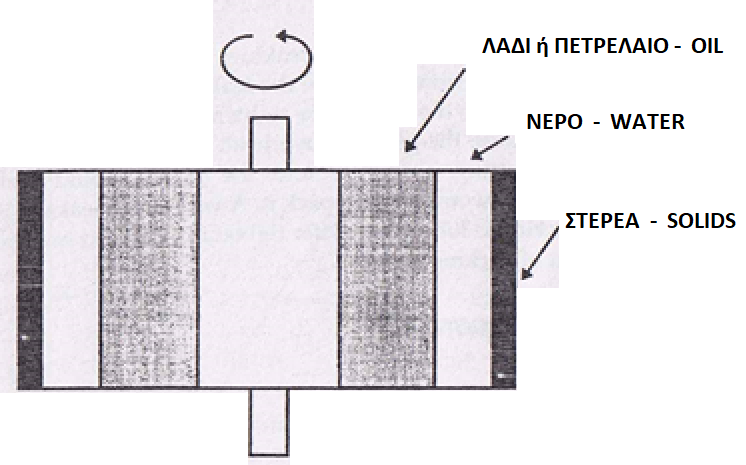 ΛΑΔΙ ή ΠΕΤΡΕΛΑΙΟ - OIL
ΝΕΡΟ - WATER
ΣΤΕΡΕΑ - SOLIDS